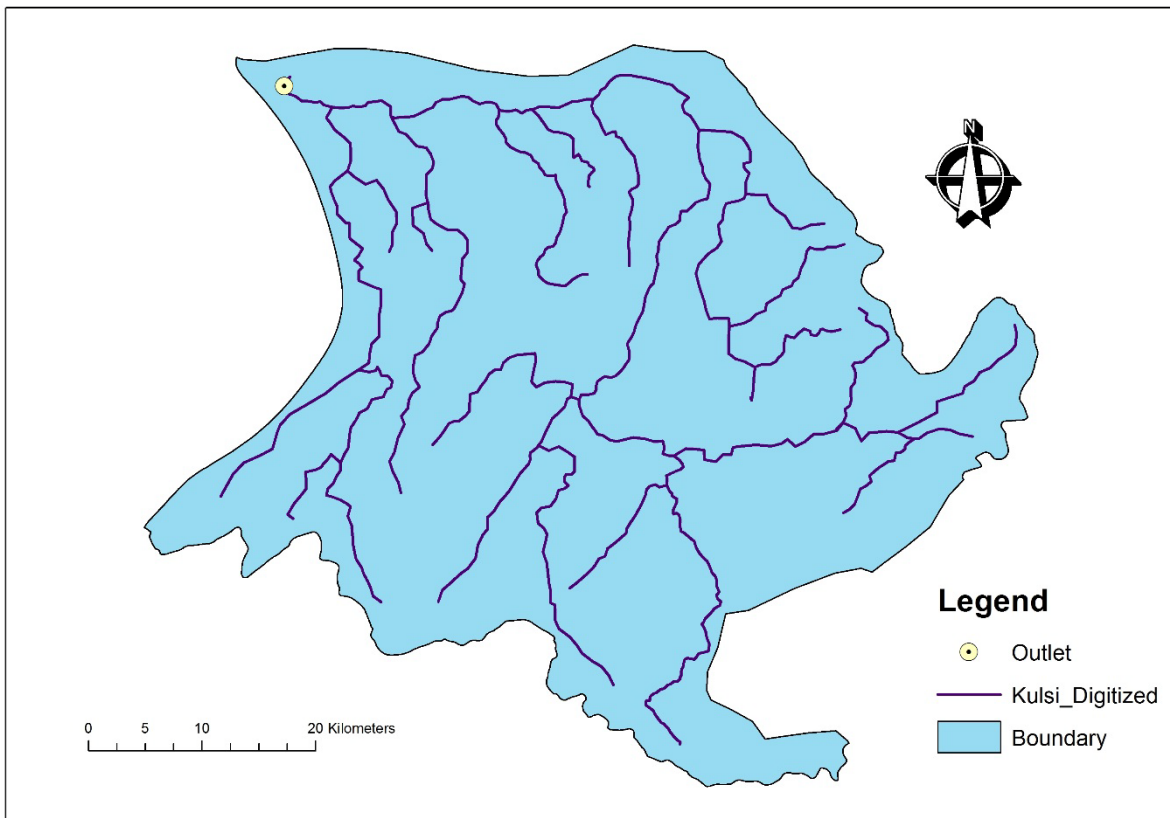 N
Legend
Outlet
Kulsi_Digitized
Boundary
0 5 10 20 Kilometers